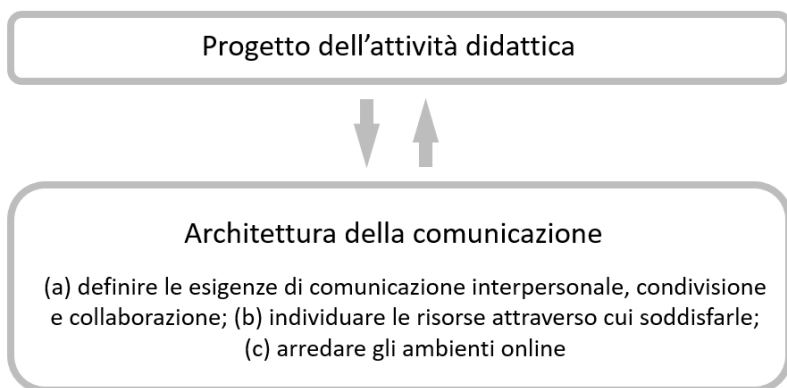 Progetto dell’attività didattica
Architettura della comunicazione
(a) definire le esigenze di comunicazione interpersonale, condivisione
e collaborazione; (b) individuare le risorse attraverso cui soddisfarle;
(c) arredare gli ambienti online